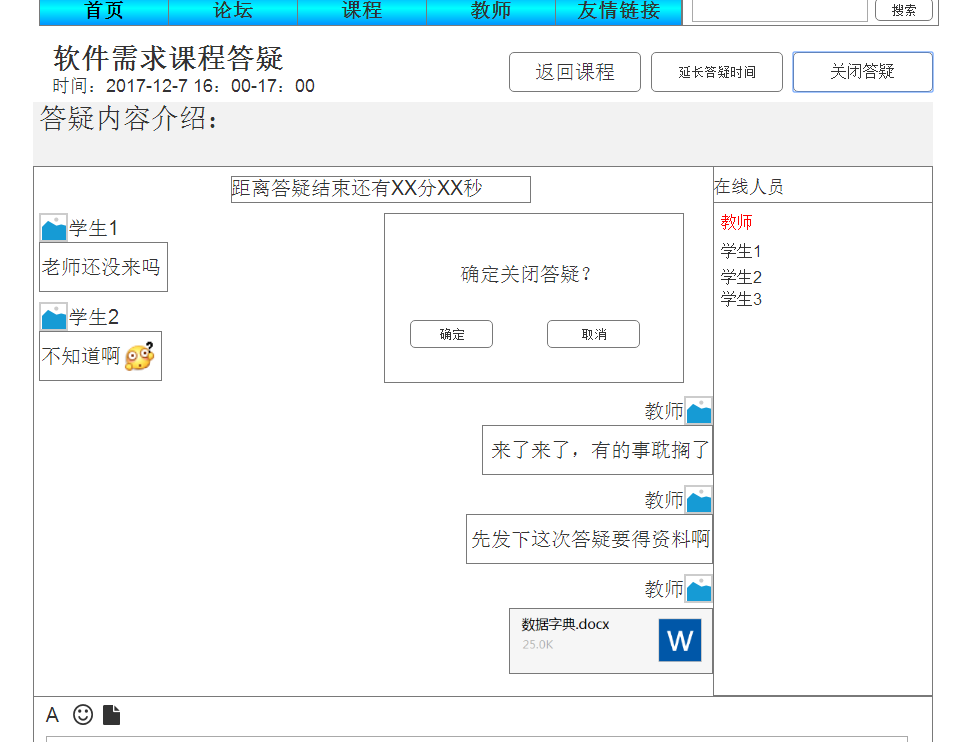 首页 论坛 课程 教师 友情链接 搜索
软件需求课程答疑
时间：2017-12-7 16：00-17：00
返回课程 延长答疑时间 关闭答疑
答疑内容介绍：
距离答疑结束还有XX分XX秒
在线人员
教师
学生1
学生2
学生3
学生1
老师还没来吗
学生2
不知道啊
确定关闭答疑？
确定 取消
教师
来了来了，有的事耽搁了
教师
先发下这次答疑要得资料啊
教师
数据字典.docx
25.0K
W
A